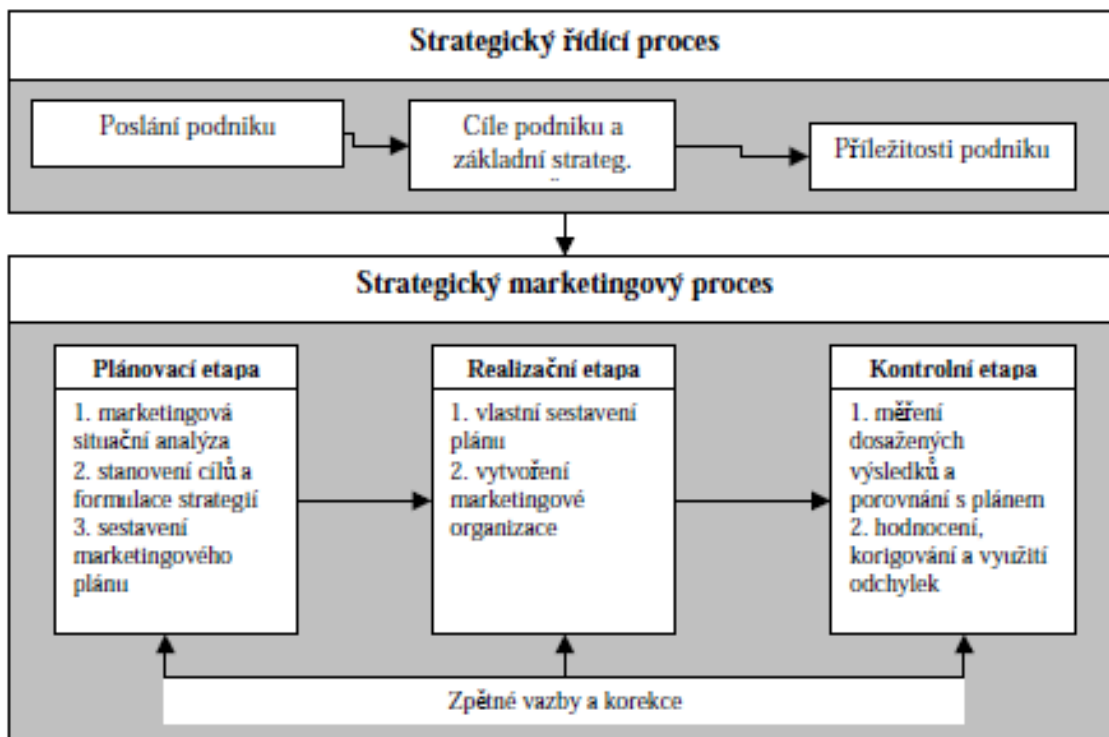 Strategický řídící proces
Poslání podniku
Cíle podniku a
základní strateg.
Příležitosti podniku
Strategický marketingový proces
Plánovací etapa
1. marketingová
situační analýza
2. stanovení cílů a
formulace strategií
3. sestavení
marketingového
plánu
Realizační etapa
1. vlastní sestavení
plánu
2. vytvoření
marketingové
organizace
Kontrolní etapa
1. měření
dosažených
výsledků a
porovnání s plánem
2. hodnocení,
korigování a využití
odchylek
Zpětné vazby a korekce